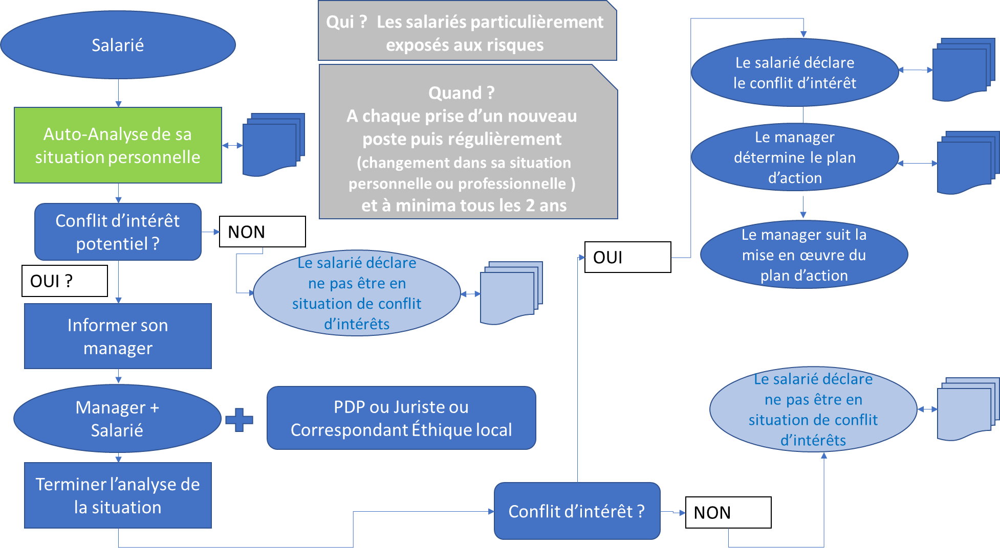 Salarié
Qui ? Les salariés particulièrement
exposés aux risques
Quand ?
A chaque prise d’un nouveau
poste puis régulièrement
(changement dans sa situation
personnelle ou professionnelle )
et à minima tous les 2 ans
Auto-Analyse de sa
situation personnelle
Conflit d’intérêt
potentiel ?
NON
Le salarié déclare
ne pas être en
situation de conflit
d’intérêts
OUI ?
Informer son
manager
Manager +
Salarié
PDP ou Juriste ou
Correspondant Éthique local
Terminer l’analyse de
la situation
Conflit d’intérêt ?
OUI
Le salarié déclare
le conflit d’intérêt
Le manager
détermine le plan
d’action
Le manager suit la
mise en œuvre du
plan d’action
NON
Le salarié déclare
ne pas être en
situation de conflit
d’intérêts